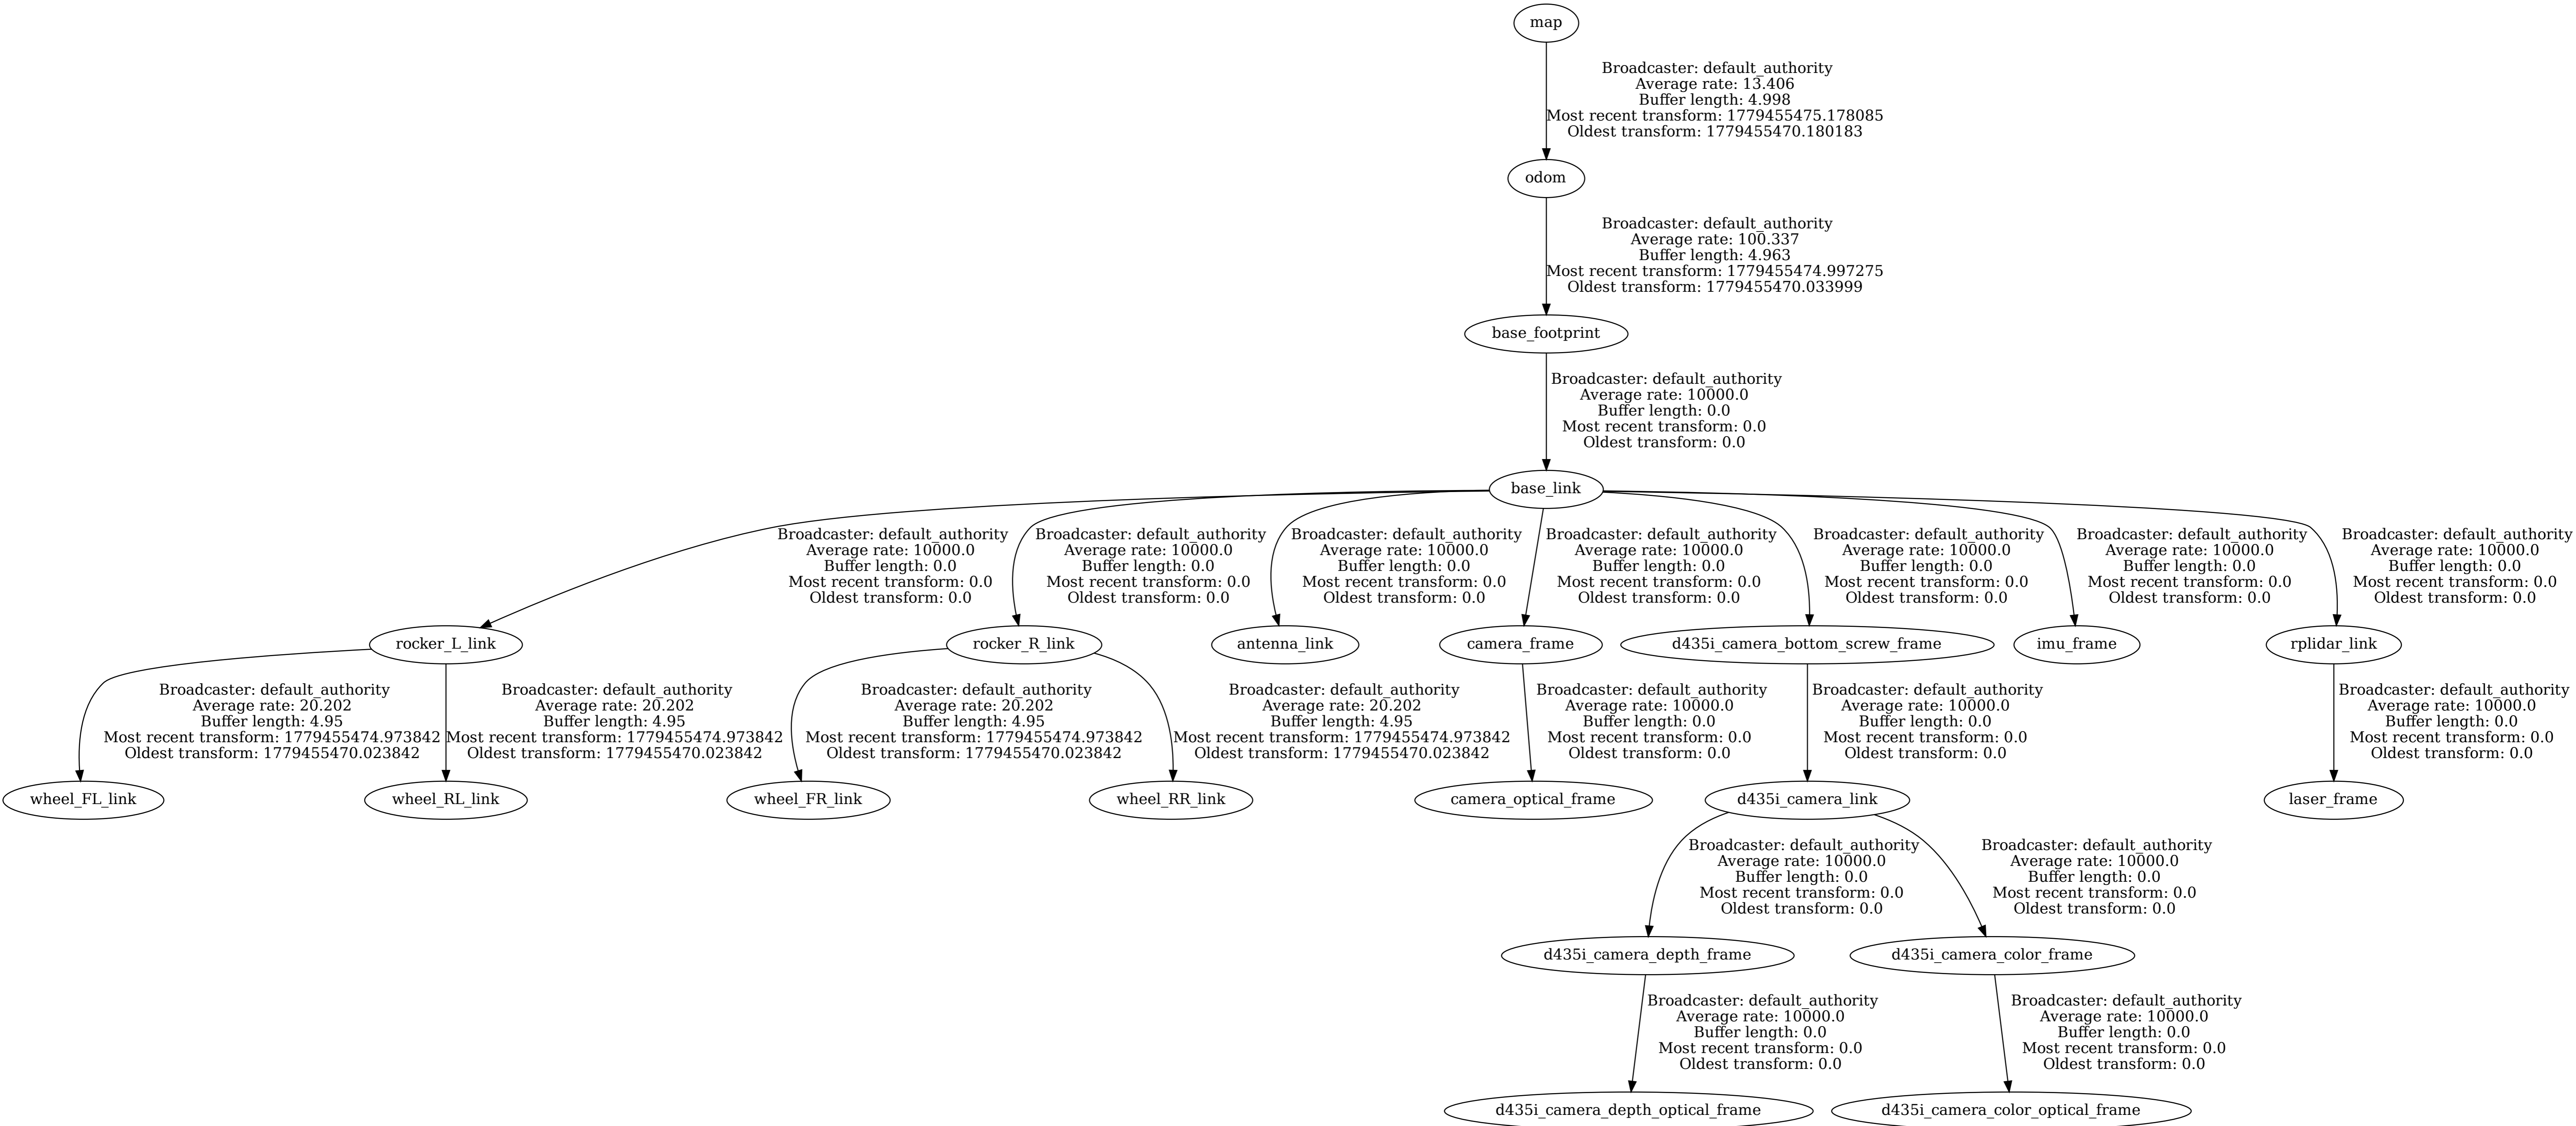 map
Broadcaster: default_authority
Average rate: 13.406
Buffer length: 4.998
Most recent transform: 1779455475.178085
Oldest transform: 1779455470.180183
odom
Broadcaster: default_authority
Average rate: 100.337
Buffer length: 4.963
Most recent transform: 1779455474.997275
Oldest transform: 1779455470.033999
base_footprint
Broadcaster: default_authority
Average rate: 10000.0
Buffer length: 0.0
Most recent transform: 0.0
Oldest transform: 0.0
base_link
Broadcaster: default_authority
Average rate: 10000.0
Buffer length: 0.0
Most recent transform: 0.0
Oldest transform: 0.0
Broadcaster: default_authority
Average rate: 10000.0
Buffer length: 0.0
Most recent transform: 0.0
Oldest transform: 0.0
Broadcaster: default_authority
Average rate: 10000.0
Buffer length: 0.0
Most recent transform: 0.0
Oldest transform: 0.0
Broadcaster: default_authority
Average rate: 10000.0
Buffer length: 0.0
Most recent transform: 0.0
Oldest transform: 0.0
Broadcaster: default_authority
Average rate: 10000.0
Buffer length: 0.0
Most recent transform: 0.0
Oldest transform: 0.0
Broadcaster: default_authority
Average rate: 10000.0
Buffer length: 0.0
Most recent transform: 0.0
Oldest transform: 0.0
Broadcaster: default_authority
Average rate: 10000.0
Buffer length: 0.0
Most recent transform: 0.0
Oldest transform: 0.0
rocker_L_link
rocker_R_link
antenna_link
camera_frame
d435i_camera_bottom_screw_frame
imu_frame
rplidar_link
Broadcaster: default_authority
Average rate: 20.202
Buffer length: 4.95
Most recent transform: 1779455474.973842
Oldest transform: 1779455470.023842
Broadcaster: default_authority
Average rate: 20.202
Buffer length: 4.95
Most recent transform: 1779455474.973842
Oldest transform: 1779455470.023842
Broadcaster: default_authority
Average rate: 20.202
Buffer length: 4.95
Most recent transform: 1779455474.973842
Oldest transform: 1779455470.023842
Broadcaster: default_authority
Average rate: 20.202
Buffer length: 4.95
Most recent transform: 1779455474.973842
Oldest transform: 1779455470.023842
Broadcaster: default_authority
Average rate: 10000.0
Buffer length: 0.0
Most recent transform: 0.0
Oldest transform: 0.0
Broadcaster: default_authority
Average rate: 10000.0
Buffer length: 0.0
Most recent transform: 0.0
Oldest transform: 0.0
Broadcaster: default_authority
Average rate: 10000.0
Buffer length: 0.0
Most recent transform: 0.0
Oldest transform: 0.0
wheel_FL_link
wheel_RL_link
wheel_FR_link
wheel_RR_link
camera_optical_frame
d435i_camera_link
laser_frame
Broadcaster: default_authority
Average rate: 10000.0
Buffer length: 0.0
Most recent transform: 0.0
Oldest transform: 0.0
Broadcaster: default_authority
Average rate: 10000.0
Buffer length: 0.0
Most recent transform: 0.0
Oldest transform: 0.0
d435i_camera_depth_frame
d435i_camera_color_frame
Broadcaster: default_authority
Average rate: 10000.0
Buffer length: 0.0
Most recent transform: 0.0
Oldest transform: 0.0
Broadcaster: default_authority
Average rate: 10000.0
Buffer length: 0.0
Most recent transform: 0.0
Oldest transform: 0.0
d435i_camera_depth_optical_frame
d435i_camera_color_optical_frame